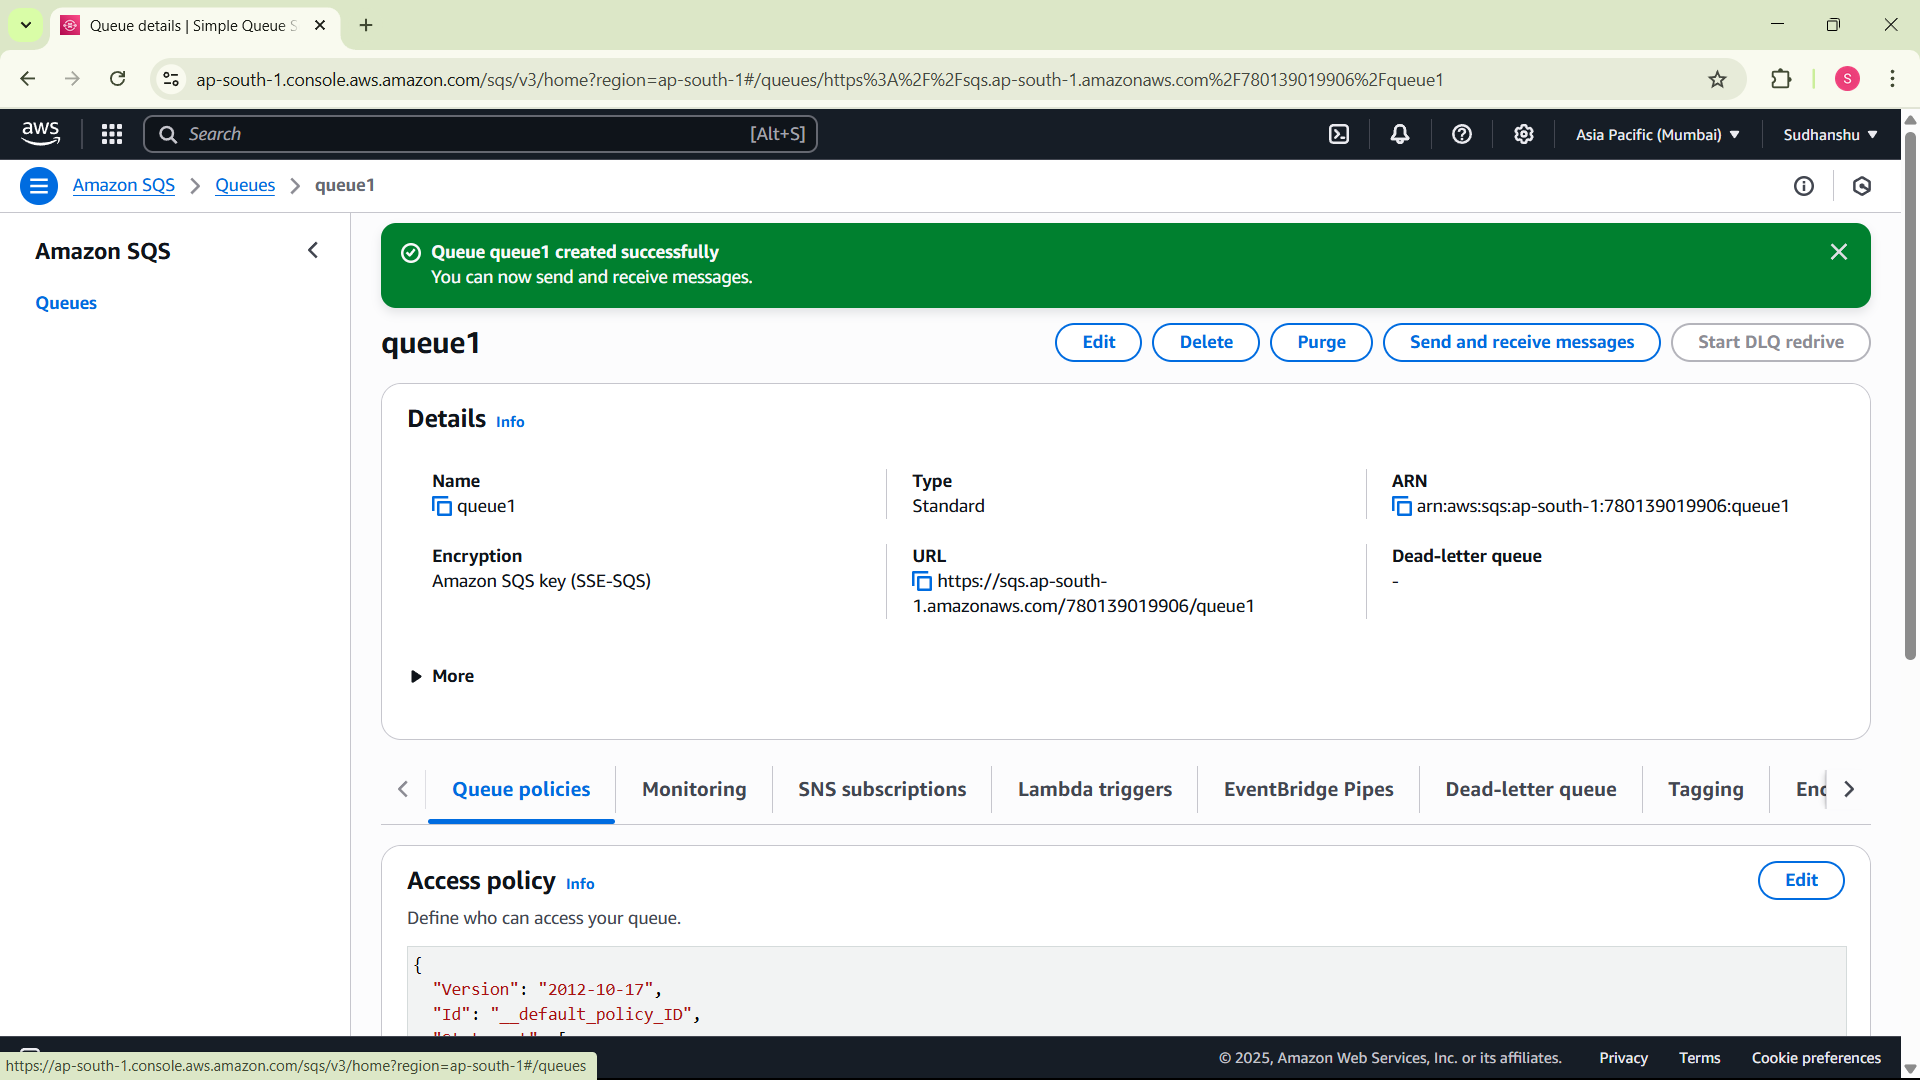 Queue details | Simple Queue S
ap-south-1.console.aws.amazon.com/sqs/v3/home?region=ap-south-1#/queues/https%3A%2F%2Fsqs.ap-south-1.amazonaws.com%2F780139019906%2Fqueue1
S
aws
Search
[Alt+S]
Asia Pacific (Mumbai)
Sudhanshu
Amazon SQS
Queues
queue1
Amazon SQS
Queues
Queue queue1 created successfully
You can now send and receive messages.
queue1
Edit
Delete
Purge
Send and receive messages
Start DLQ redrive
Details Info
Name
queue1
Type
Standard
ARN
arn:aws:sqs:ap-south-1:780139019906:queue1
Encryption
Amazon SQS key (SSE-SQS)
URL
https://sqs.ap-south-
1.amazonaws.com/780139019906/queue1
Dead-letter queue
-
More
Queue policies
Monitoring
SNS subscriptions
Lambda triggers
EventBridge Pipes
Dead-letter queue
Tagging
Access policy Info
Edit
Define who can access your queue.
{
"Version": "2012-10-17",
"Id": "__default_policy_ID",
© 2025, Amazon Web Services, Inc. or its affiliates.
Privacy
Terms
Cookie preferences
https://ap-south-1.console.aws.amazon.com/sqs/v3/home?region=ap-south-1#/queues